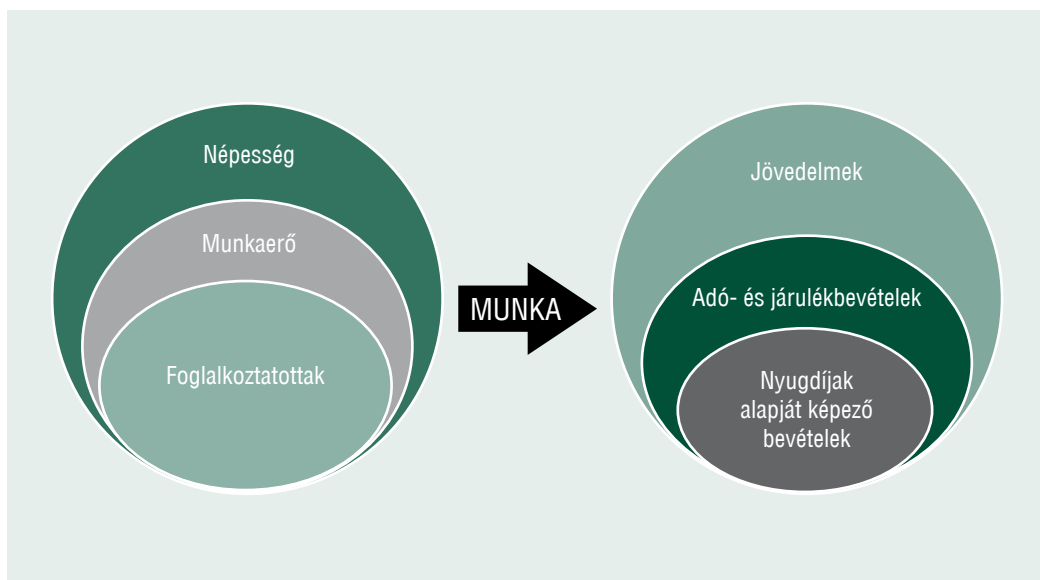 Népesség
Munkaerő
Foglalkoztatottak
MUNKA
Jövedelmek
Adó- és járulékbevételek
Nyugdíjak
alapját képező
bevételek